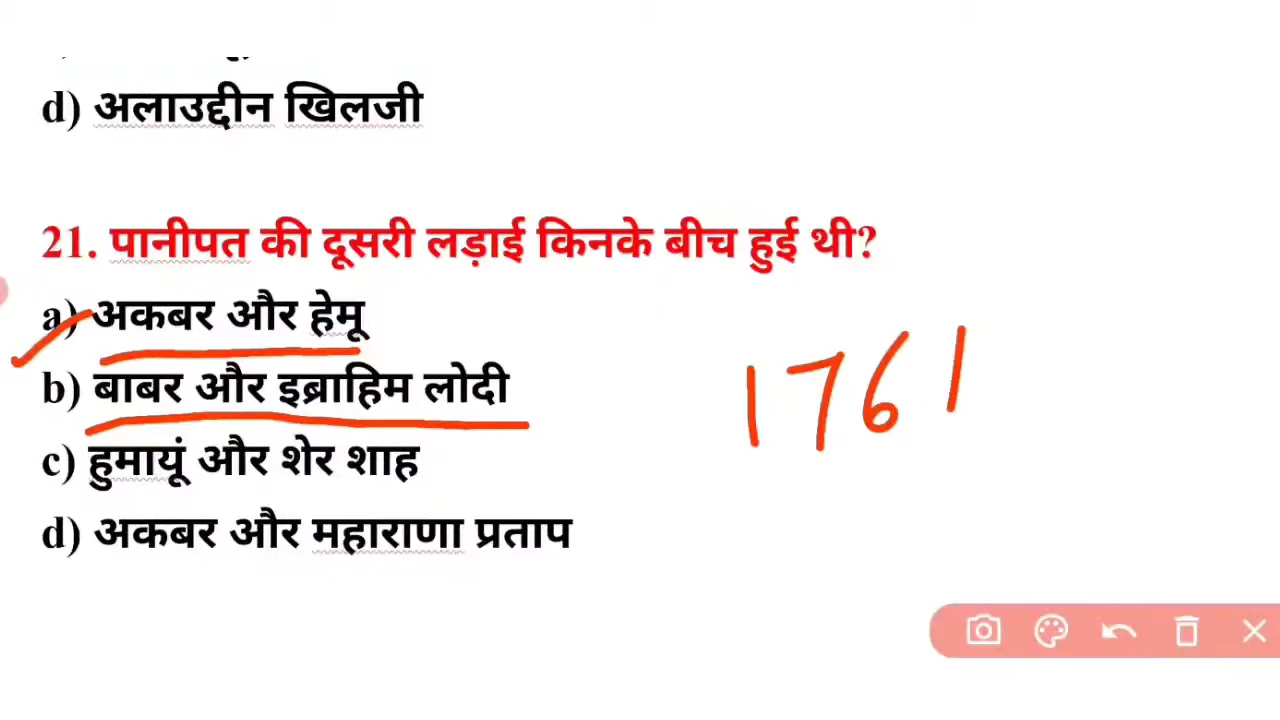 d) अलाउद्दीन खिलजी
21. पानीपत की दूसरी लड़ाई किनके बीच हुई थी?
a) अकबर और हेमू
b) बाबर और इब्राहिम लोदी
1761
c) हुमायूं और शेर शाह
d) अकबर और महाराणा प्रताप